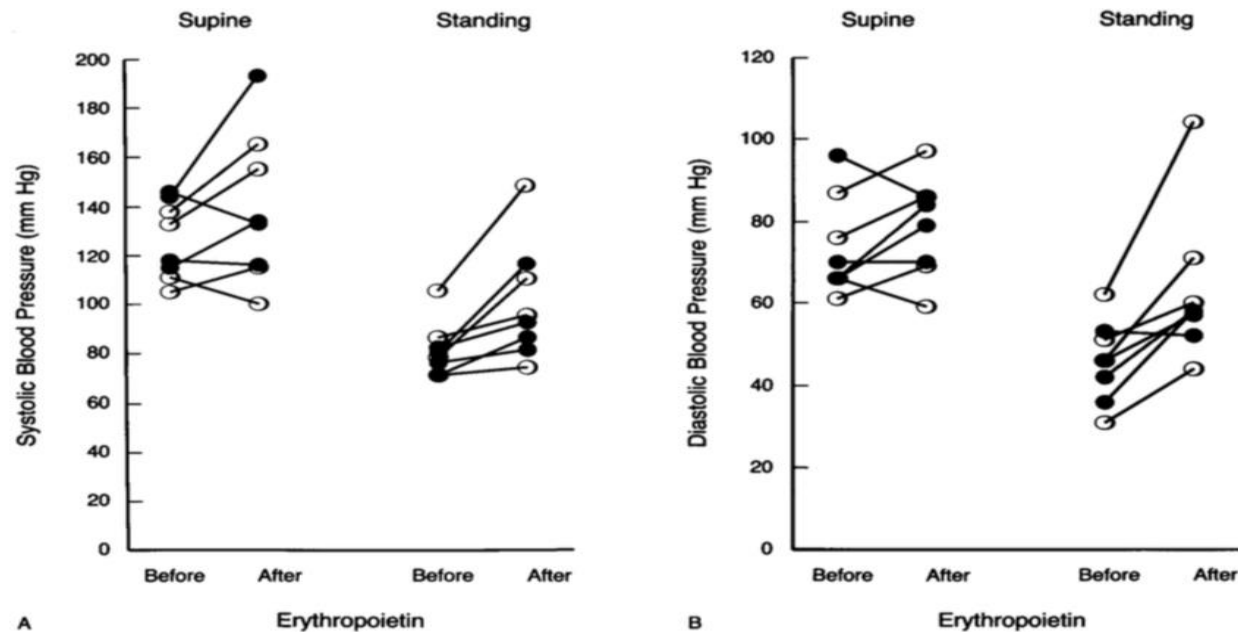 Supine Standing
Systolic Blood Pressure (mm Hg)
200
180
160
140
120
100
80
60
40
20
0
Before After Before After
A Erythropoietin
Supine Standing
Diastolic Blood Pressure (mm Hg)
120
100
80
60
40
20
0
Before After Before After
B Erythropoietin